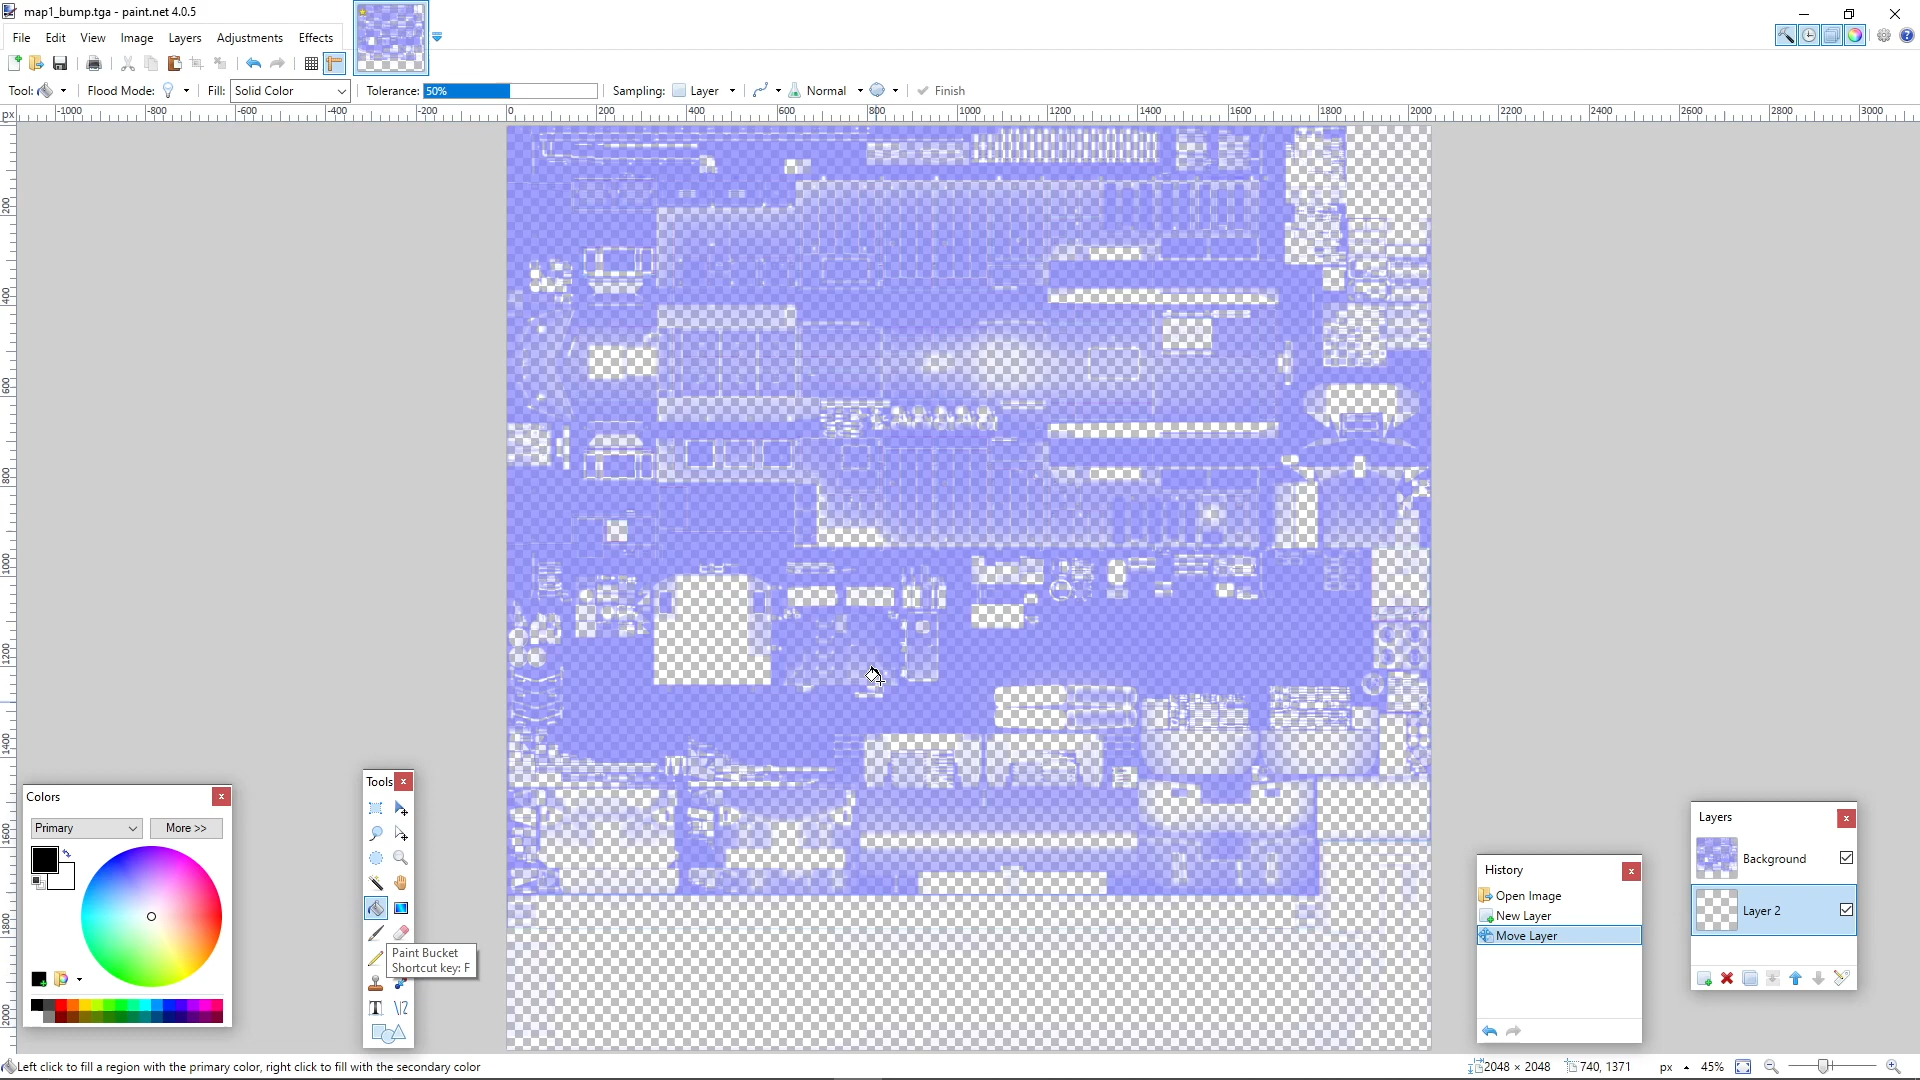 map1_bump.tga - paint.net 4.0.5
File Edit View Image Layers Adjustments Effects
Tool: Flood Mode: Fill: Solid Color Tolerance: 50% Sampling: Layer Normal Finish
px -1000 -800 -600 -400 -200 0 200 400 600 800 1000 1200 1400 1600 1800 2000 2200 2400 2600 2800 3000
200
400
600
800
1000
1200
1400
1600
1800
2000
Colors
Primary More >>
Tools
Paint Bucket
Shortcut key: F
History
Open Image
New Layer
Move Layer
Layers
Background
Layer 2
Left click to fill a region with the primary color, right click to fill with the secondary color 2048 × 2048 740, 1371 px 45%